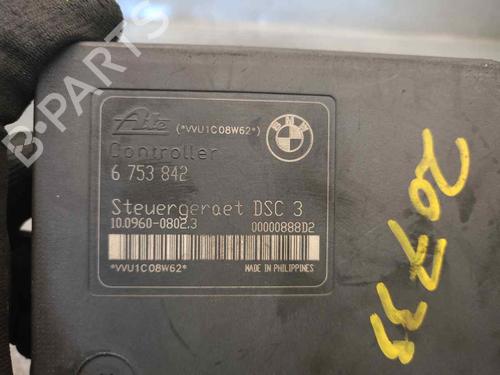 Ate (*VVU1C08W62*) BMW
Controller
6 753 842
Steuergeraet DSC 3
10.0960-0802.3 00000888D2
*VVU1C08W62* MADE IN PHILIPPINES
B-Parts